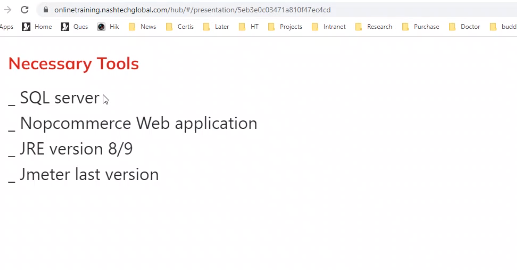 onlinetraining.nashtechglobal.com/hub/#/presentation/5eb3e0c03471a810f47eofcd
Apps Home Ques Hik News Certis Later HT Projects Intranet Research Purchase Doctor budd
Necessary Tools
_ SQL server
_ Nopcommerce Web application
_ JRE version 8/9
_ Jmeter last version